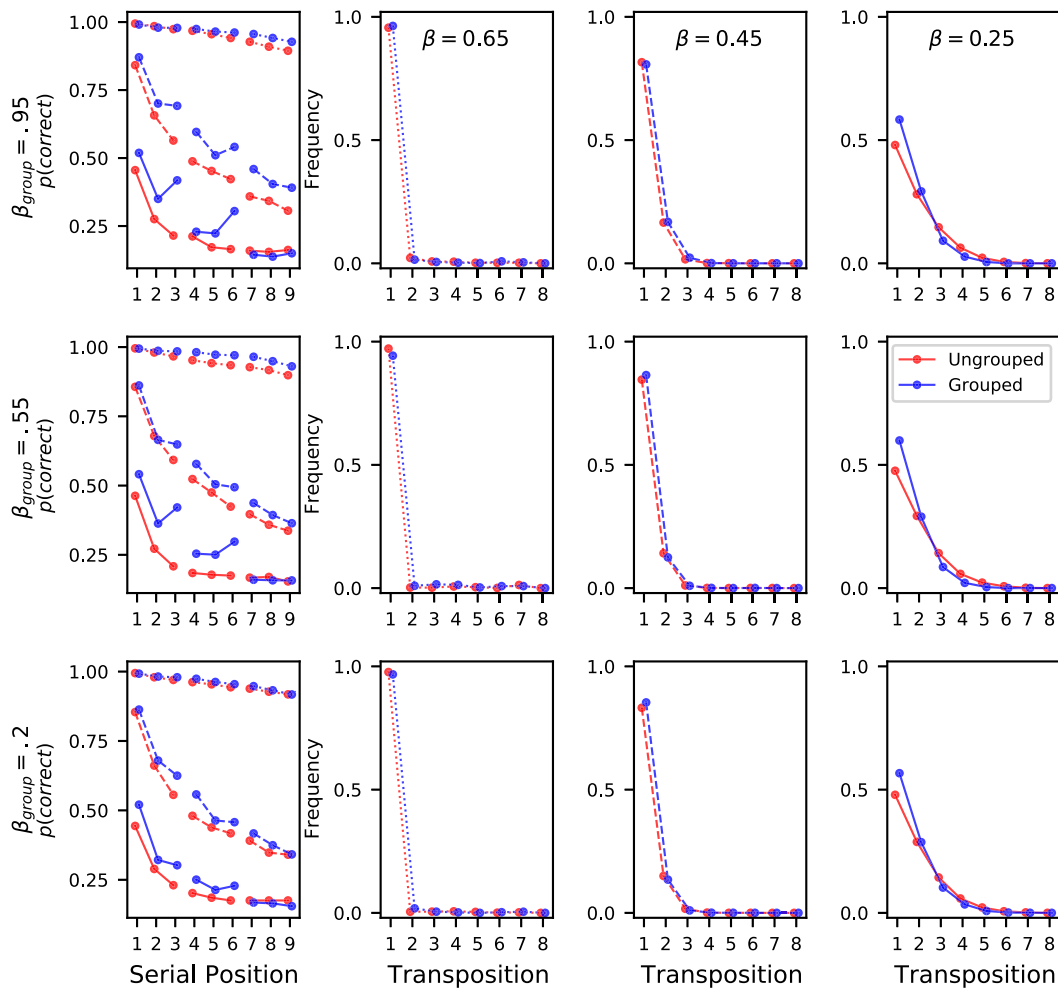 β = 0.65
β = 0.45
β = 0.25
β_group = .95
p(correct)
1.00
0.75
0.50
0.25
1 2 3 4 5 6 7 8 9
Frequency
1.0
0.5
0.0
1 2 3 4 5 6 7 8
1.0
0.5
0.0
1 2 3 4 5 6 7 8
1.0
0.5
0.0
1 2 3 4 5 6 7 8
β_group = .55
p(correct)
1.00
0.75
0.50
0.25
1 2 3 4 5 6 7 8 9
Frequency
1.0
0.5
0.0
1 2 3 4 5 6 7 8
1.0
0.5
0.0
1 2 3 4 5 6 7 8
1.0
0.5
0.0
Ungrouped
Grouped
1 2 3 4 5 6 7 8
β_group = .2
p(correct)
1.00
0.75
0.50
0.25
1 2 3 4 5 6 7 8 9
Frequency
1.0
0.5
0.0
1 2 3 4 5 6 7 8
1.0
0.5
0.0
1 2 3 4 5 6 7 8
1.0
0.5
0.0
1 2 3 4 5 6 7 8
Serial Position
Transposition
Transposition
Transposition